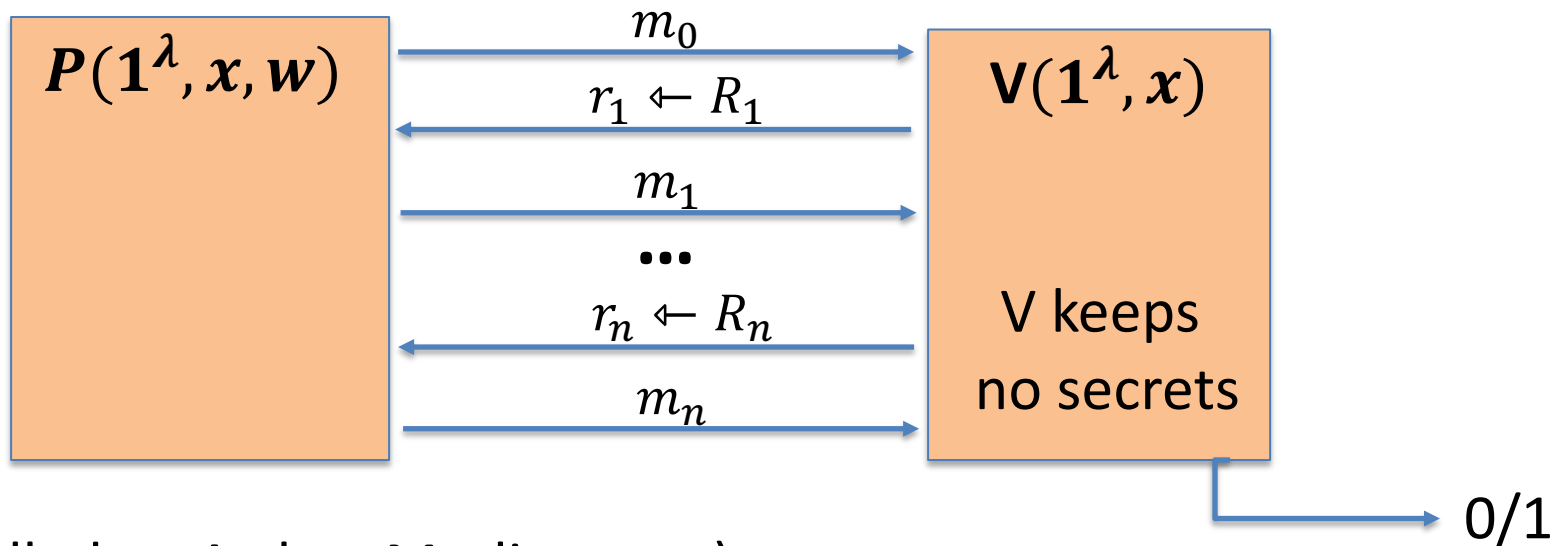 P(1^λ, x, w)
m_0
r_1 ← R_1
m_1
...
r_n ← R_n
m_n
V(1^λ, x)
V keeps
no secrets
0/1